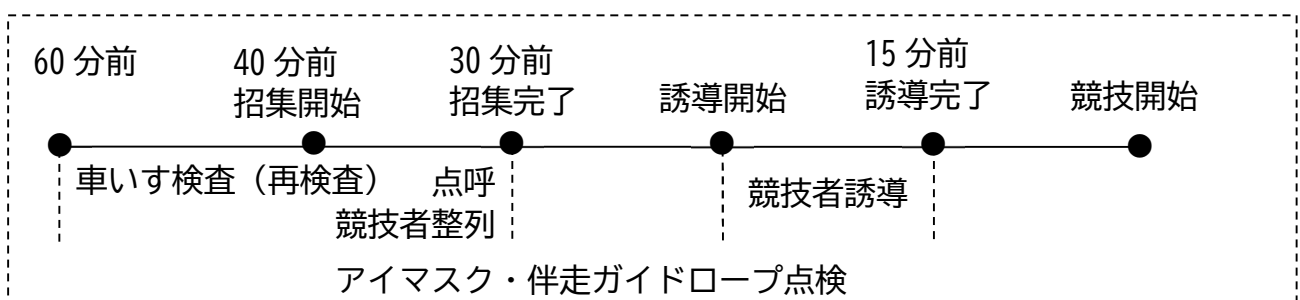 60 分前
40 分前
招集開始
30 分前
招集完了
誘導開始
15 分前
誘導完了
競技開始
車いす検査（再検査）
点呼
競技者整列
競技者誘導
アイマスク・伴走ガイドロープ点検